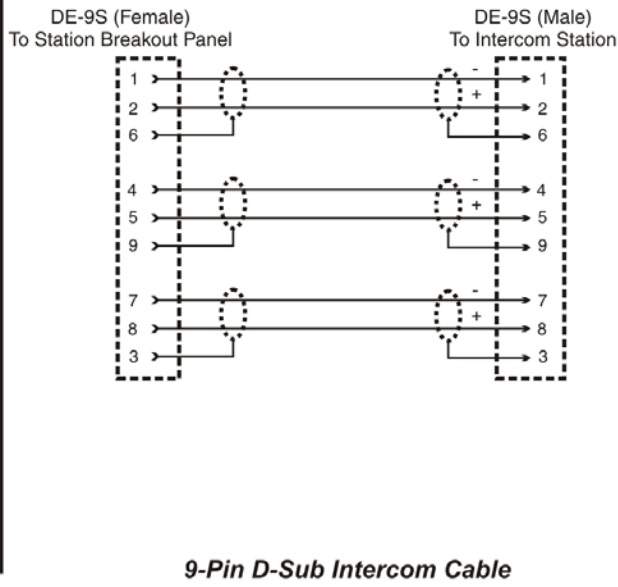 DE-9S (Female)
To Station Breakout Panel
DE-9S (Male)
To Intercom Station
1 - 1
2 + 2
6 6
4 - 4
5 + 5
9 9
7 - 7
8 + 8
3 3
9-Pin D-Sub Intercom Cable